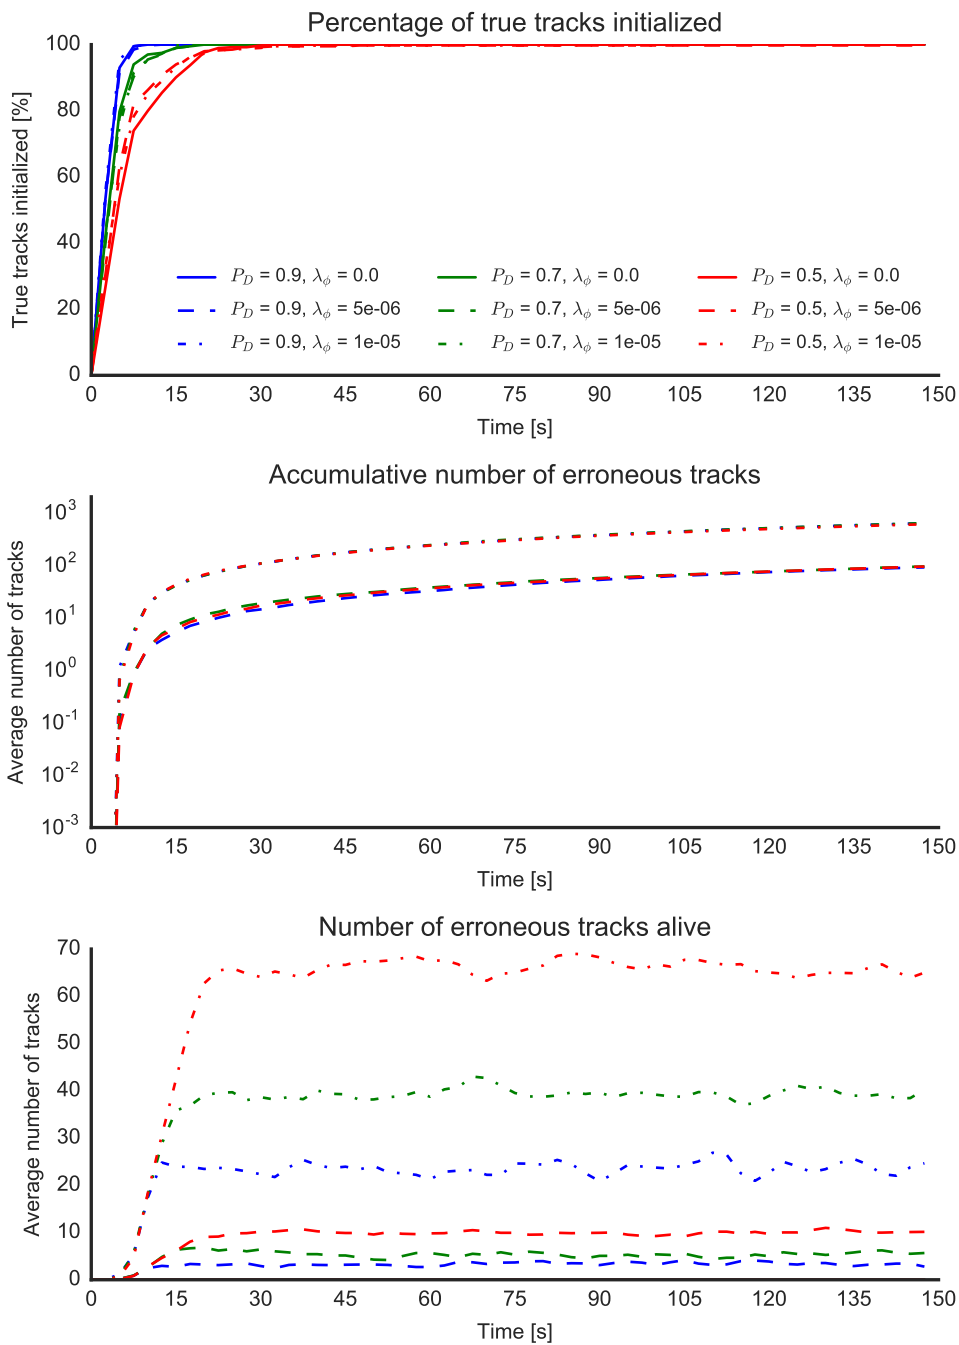 Percentage of true tracks initialized
True tracks initialized [%]
100
80
60
40
20
0
P_D = 0.9, λ_ϕ = 0.0
P_D = 0.7, λ_ϕ = 0.0
P_D = 0.5, λ_ϕ = 0.0
P_D = 0.9, λ_ϕ = 5e-06
P_D = 0.7, λ_ϕ = 5e-06
P_D = 0.5, λ_ϕ = 5e-06
P_D = 0.9, λ_ϕ = 1e-05
P_D = 0.7, λ_ϕ = 1e-05
P_D = 0.5, λ_ϕ = 1e-05
0 15 30 45 60 75 90 105 120 135 150
Time [s]
Accumulative number of erroneous tracks
Average number of tracks
10^3
10^2
10^1
10^0
10^-1
10^-2
10^-3
0 15 30 45 60 75 90 105 120 135 150
Time [s]
Number of erroneous tracks alive
Average number of tracks
70
60
50
40
30
20
10
0
0 15 30 45 60 75 90 105 120 135 150
Time [s]